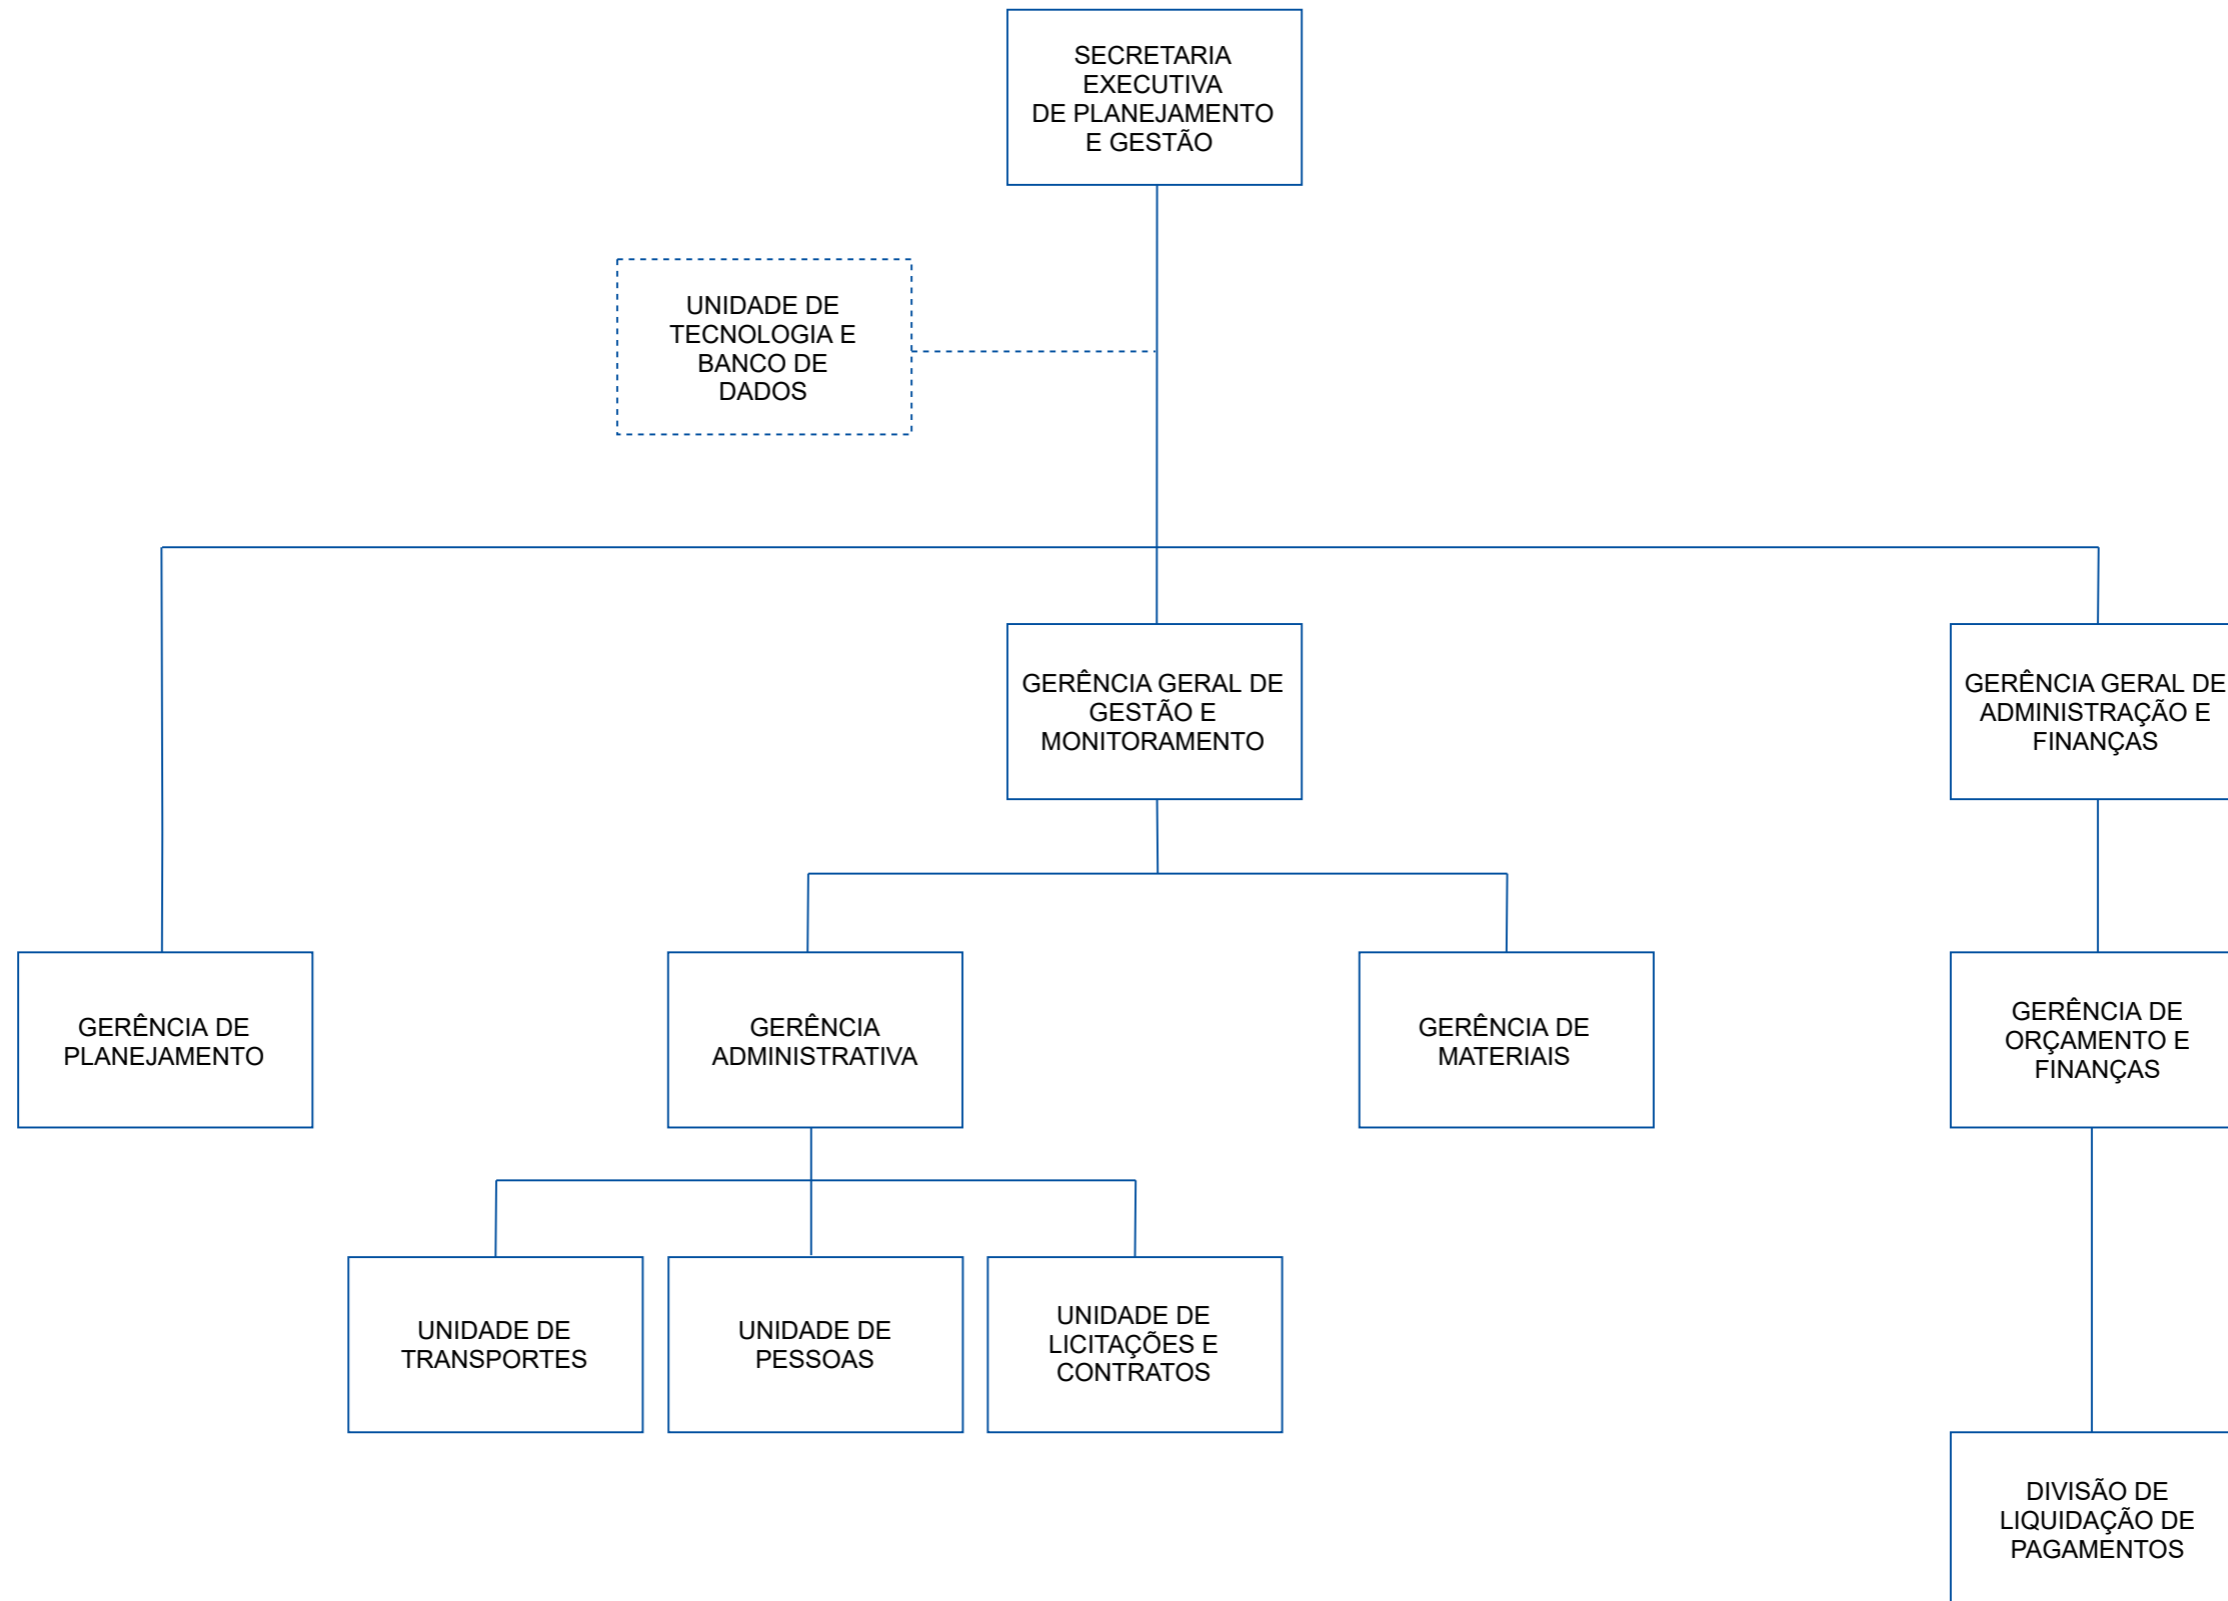 SECRETARIA
EXECUTIVA
DE PLANEJAMENTO
E GESTÃO
UNIDADE DE
TECNOLOGIA E
BANCO DE
DADOS
GERÊNCIA GERAL DE
GESTÃO E
MONITORAMENTO
GERÊNCIA GERAL DE
ADMINISTRAÇÃO E
FINANÇAS
GERÊNCIA DE
PLANEJAMENTO
GERÊNCIA
ADMINISTRATIVA
GERÊNCIA DE
MATERIAIS
GERÊNCIA DE
ORÇAMENTO E
FINANÇAS
UNIDADE DE
TRANSPORTES
UNIDADE DE
PESSOAS
UNIDADE DE
LICITAÇÕES E
CONTRATOS
DIVISÃO DE
LIQUIDAÇÃO DE
PAGAMENTOS